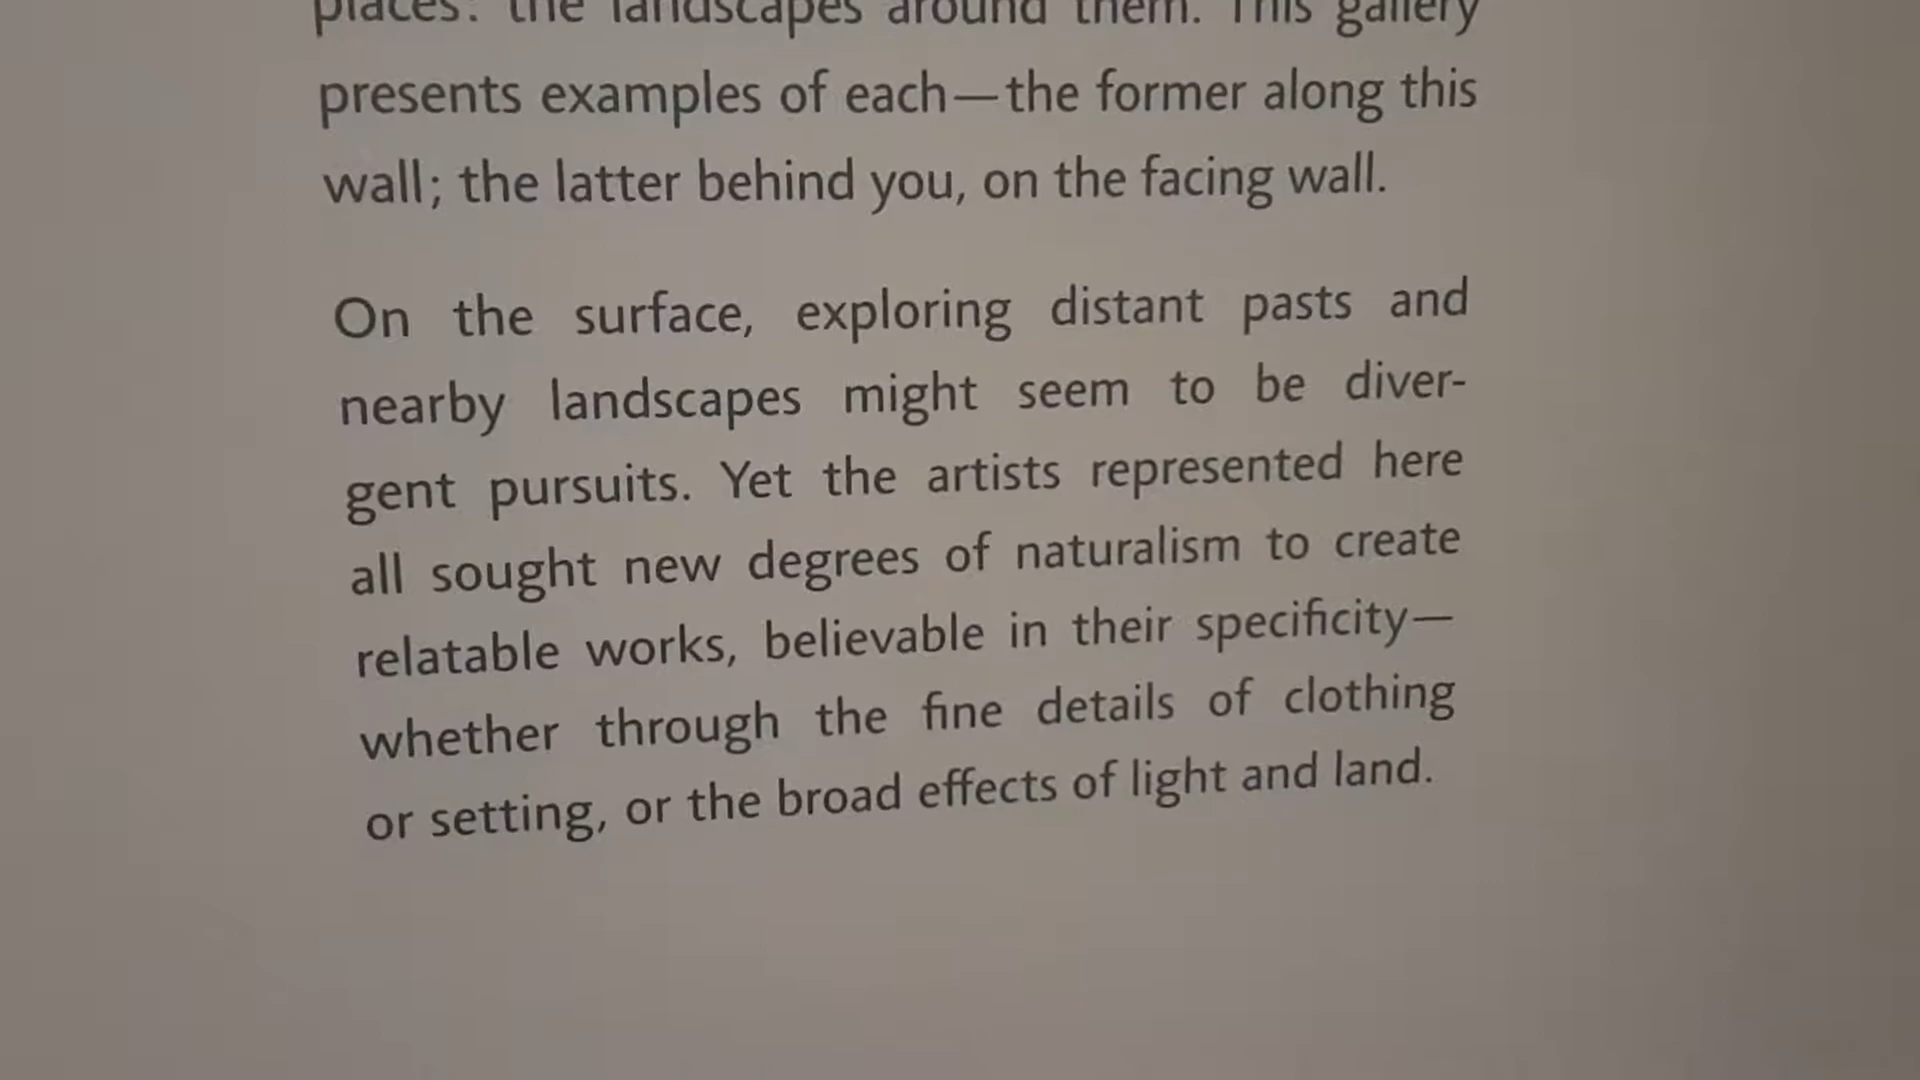 places: the landscapes around them. This gallery
presents examples of each—the former along this
wall; the latter behind you, on the facing wall.
On the surface, exploring distant pasts and
nearby landscapes might seem to be diver-
gent pursuits. Yet the artists represented here
all sought new degrees of naturalism to create
relatable works, believable in their specificity—
whether through the fine details of clothing
or setting, or the broad effects of light and land.